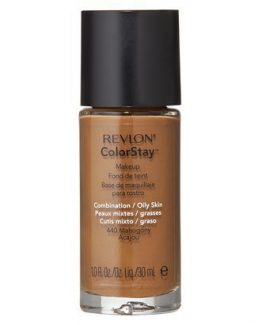 REVLON®
ColorStay™
Makeup
Fond de teint
Base de maquillaje
para rostro
Combination / Oily Skin
Peaux mixtes / grasses
Cutis mixto / graso
440 Mahogany
Acajou
1.0 fl. oz/oz. liq./30 mL e